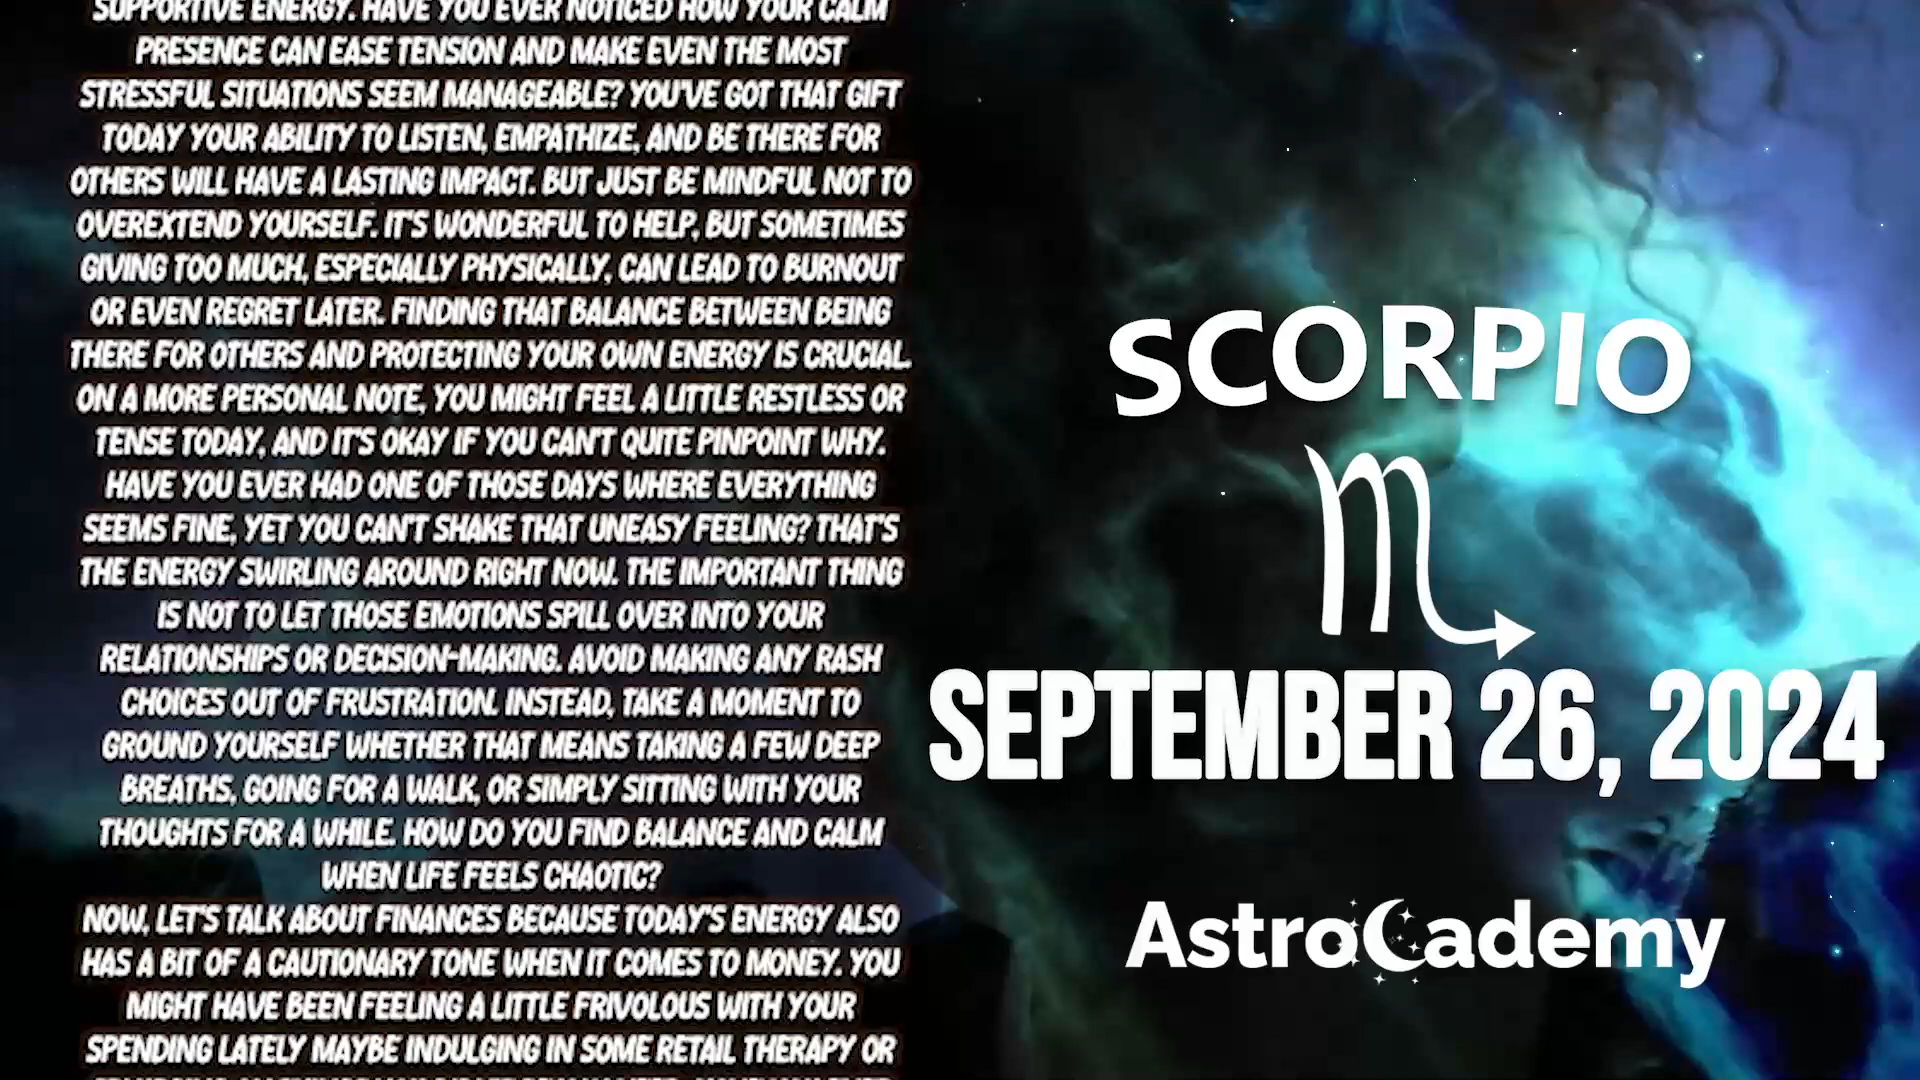 SUPPORTIVE ENERGY. HAVE YOU EVER NOTICED HOW YOUR CALM
PRESENCE CAN EASE TENSION AND MAKE EVEN THE MOST
STRESSFUL SITUATIONS SEEM MANAGEABLE? YOU'VE GOT THAT GIFT
TODAY YOUR ABILITY TO LISTEN, EMPATHIZE, AND BE THERE FOR
OTHERS WILL HAVE A LASTING IMPACT. BUT JUST BE MINDFUL NOT TO
OVEREXTEND YOURSELF. IT'S WONDERFUL TO HELP, BUT SOMETIMES
GIVING TOO MUCH, ESPECIALLY PHYSICALLY, CAN LEAD TO BURNOUT
OR EVEN REGRET LATER. FINDING THAT BALANCE BETWEEN BEING
THERE FOR OTHERS AND PROTECTING YOUR OWN ENERGY IS CRUCIAL.
ON A MORE PERSONAL NOTE, YOU MIGHT FEEL A LITTLE RESTLESS OR
TENSE TODAY, AND IT'S OKAY IF YOU CAN'T QUITE PINPOINT WHY.
HAVE YOU EVER HAD ONE OF THOSE DAYS WHERE EVERYTHING
SEEMS FINE, YET YOU CAN'T SHAKE THAT UNEASY FEELING? THAT'S
THE ENERGY SWIRLING AROUND RIGHT NOW. THE IMPORTANT THING
IS NOT TO LET THOSE EMOTIONS SPILL OVER INTO YOUR
RELATIONSHIPS OR DECISION-MAKING. AVOID MAKING ANY RASH
CHOICES OUT OF FRUSTRATION. INSTEAD, TAKE A MOMENT TO
GROUND YOURSELF WHETHER THAT MEANS TAKING A FEW DEEP
BREATHS, GOING FOR A WALK, OR SIMPLY SITTING WITH YOUR
THOUGHTS FOR A WHILE. HOW DO YOU FIND BALANCE AND CALM
WHEN LIFE FEELS CHAOTIC?
NOW, LET'S TALK ABOUT FINANCES BECAUSE TODAY'S ENERGY ALSO
HAS A BIT OF A CAUTIONARY TONE WHEN IT COMES TO MONEY. YOU
MIGHT HAVE BEEN FEELING A LITTLE FRIVOLOUS WITH YOUR
SPENDING LATELY MAYBE INDULGING IN SOME RETAIL THERAPY OR
SCORPIO
SEPTEMBER 26, 2024
AstroCademy